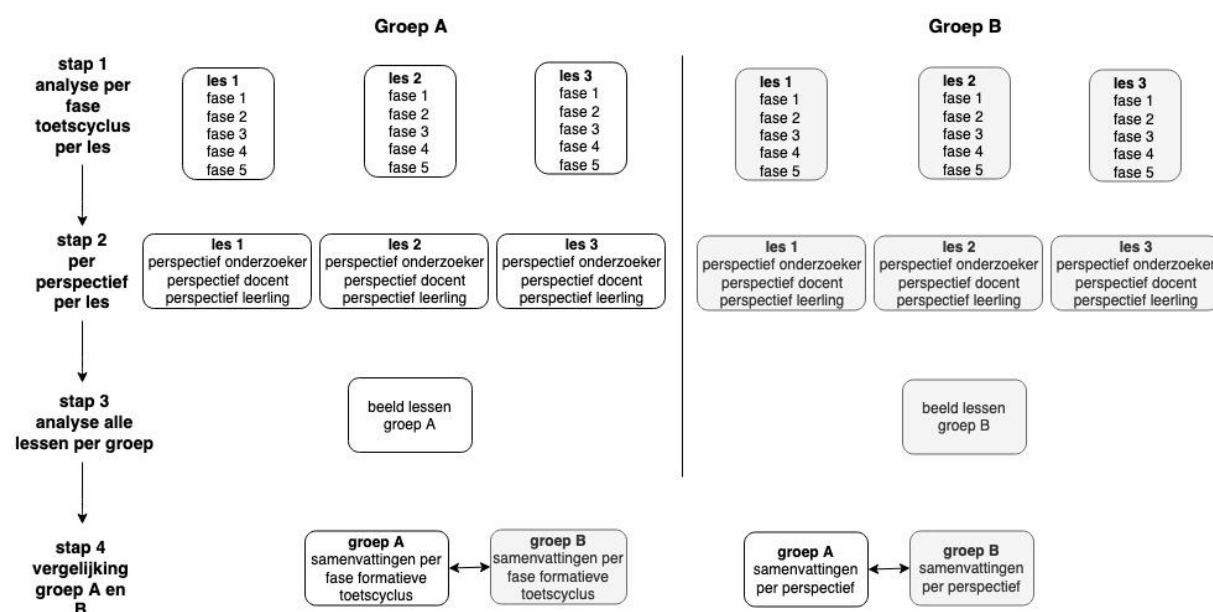 Groep A
Groep B
stap 1
analyse per
fase
toetscyclus
per les
les 1
fase 1
fase 2
fase 3
fase 4
fase 5
les 2
fase 1
fase 2
fase 3
fase 4
fase 5
les 3
fase 1
fase 2
fase 3
fase 4
fase 5
les 1
fase 1
fase 2
fase 3
fase 4
fase 5
les 2
fase 1
fase 2
fase 3
fase 4
fase 5
les 3
fase 1
fase 2
fase 3
fase 4
fase 5
stap 2
per
perspectief
per les
les 1
perspectief onderzoeker
perspectief docent
perspectief leerling
les 2
perspectief onderzoeker
perspectief docent
perspectief leerling
les 3
perspectief onderzoeker
perspectief docent
perspectief leerling
les 1
perspectief onderzoeker
perspectief docent
perspectief leerling
les 2
perspectief onderzoeker
perspectief docent
perspectief leerling
les 3
perspectief onderzoeker
perspectief docent
perspectief leerling
stap 3
analyse alle
lessen per groep
beeld lessen
groep A
beeld lessen
groep B
stap 4
vergelijking
groep A en
B
groep A
samenvattingen per
fase formatieve
toetscyclus
groep B
samenvattingen per
fase formatieve
toetscyclus
groep A
samenvattingen
per perspectief
groep B
samenvattingen
per perspectief